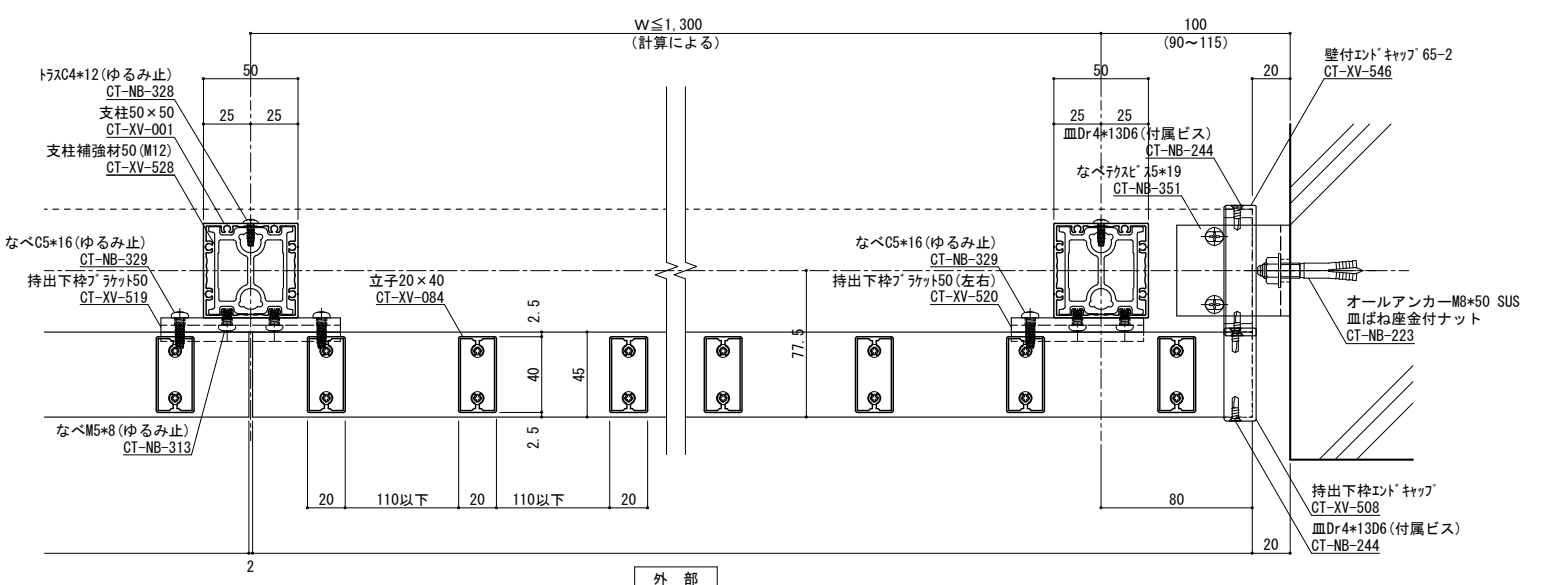 W≦1,300
(計算による)
100
(90～115)
壁付エンドキャップ65-2
CT-XV-546
トラスC4*12(ゆるみ止)
CT-NB-328
50
50
20
支柱50×50
CT-XV-001
25
25
25
25
皿Dr4*13D6(付属ビス)
CT-NB-244
支柱補強材50(M12)
CT-XV-528
なべテクスビス5*19
CT-NB-351
なべC5*16(ゆるみ止)
CT-NB-329
なべC5*16(ゆるみ止)
CT-NB-329
持出下枠ブラケット50
CT-XV-519
立子20×40
CT-XV-084
持出下枠ブラケット50(左右)
CT-XV-520
オールアンカーM8*50 SUS
皿ばね座金付ナット
CT-NB-223
2.5
77.5
40
45
2.5
なべM5*8(ゆるみ止)
CT-NB-313
20
110以下
20
110以下
20
80
持出下枠エンドキャップ
CT-XV-508
皿Dr4*13D6(付属ビス)
CT-NB-244
20
2
外 部